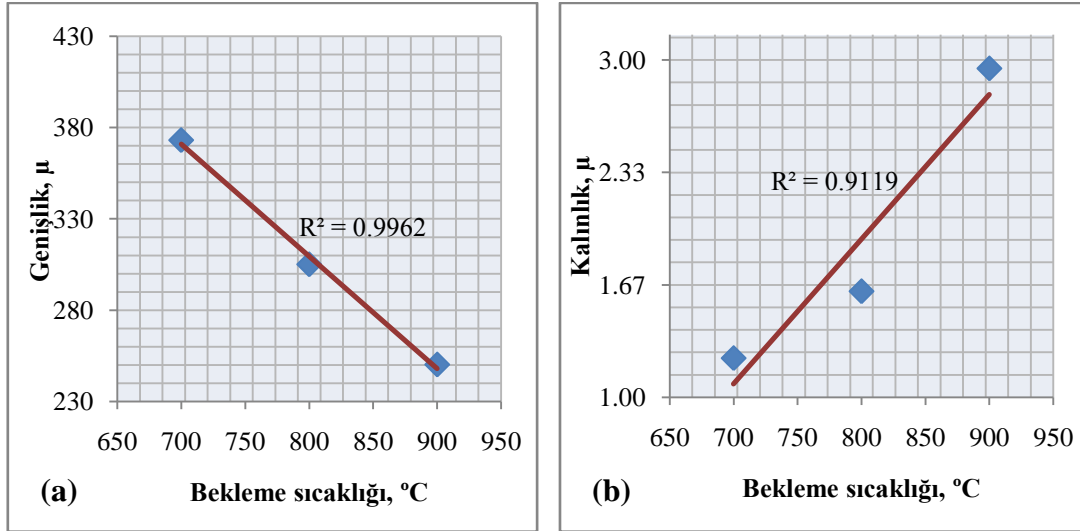 430
380
330
280
230
Genişlik, µ
R² = 0.9962
650 700 750 800 850 900 950
(a) Bekleme sıcaklığı, ºC
3.00
2.33
1.67
1.00
Kalınlık, µ
R² = 0.9119
650 700 750 800 850 900 950
(b) Bekleme sıcaklığı, ºC